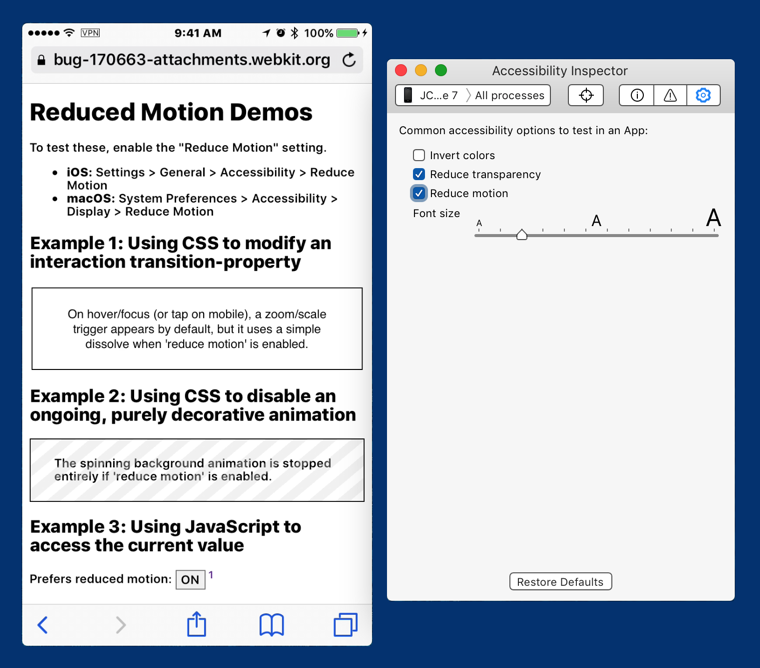 VPN 9:41 AM 100%
bug-170663-attachments.webkit.org
Reduced Motion Demos
To test these, enable the "Reduce Motion" setting.
• iOS: Settings > General > Accessibility > Reduce
Motion
• macOS: System Preferences > Accessibility >
Display > Reduce Motion
Example 1: Using CSS to modify an
interaction transition-property
On hover/focus (or tap on mobile), a zoom/scale
trigger appears by default, but it uses a simple
dissolve when 'reduce motion' is enabled.
Example 2: Using CSS to disable an
ongoing, purely decorative animation
The spinning background animation is stopped
entirely if 'reduce motion' is enabled.
Example 3: Using JavaScript to
access the current value
Prefers reduced motion: ON 1
Accessibility Inspector
JC...e 7 〉All processes
Common accessibility options to test in an App:
Invert colors
Reduce transparency
Reduce motion
Font size
A A A
Restore Defaults